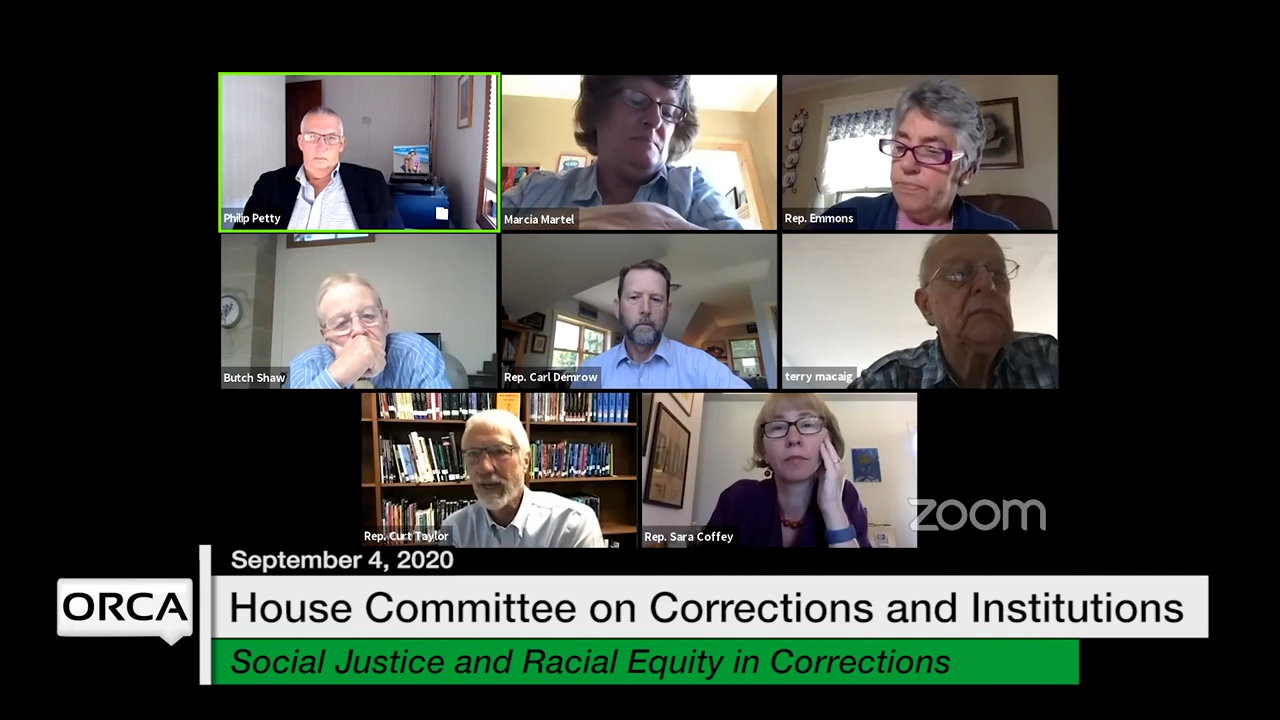 Philip Petty
Marcia Martel
Rep. Emmons
Butch Shaw
Rep. Carl Demrow
terry macaig
Rep. Curt Taylor
Rep. Sara Coffey
zoom
September 4, 2020
ORCA
House Committee on Corrections and Institutions
Social Justice and Racial Equity in Corrections